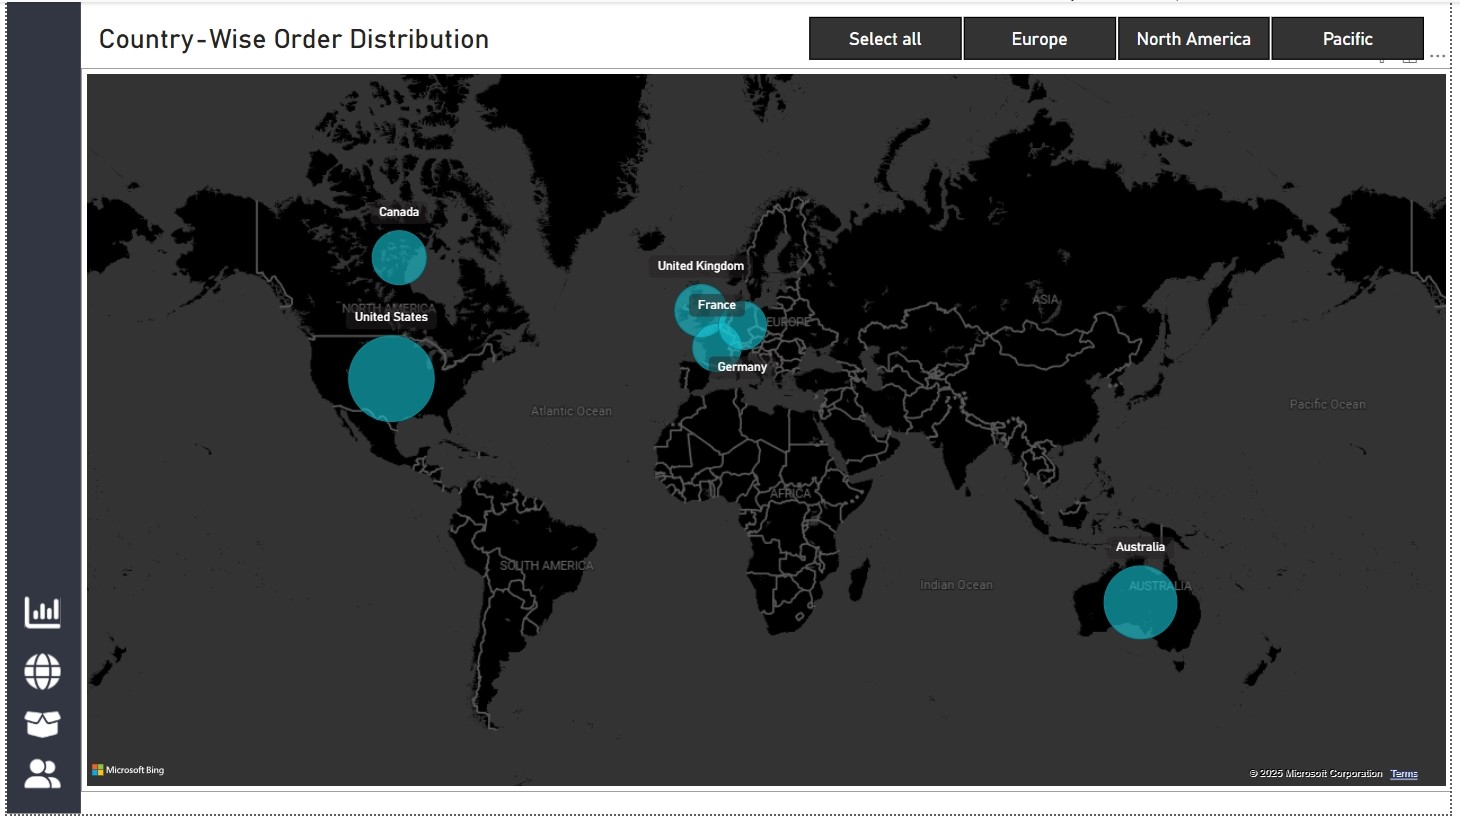 Country-Wise Order Distribution
Select all
Europe
North America
Pacific
Canada
United Kingdom
NORTH AMERICA
United States
France
EUROPE
ASIA
Germany
Atlantic Ocean
Pacific Ocean
AFRICA
SOUTH AMERICA
Indian Ocean
Australia
AUSTRALIA
Microsoft Bing
© 2025 Microsoft Corporation Terms